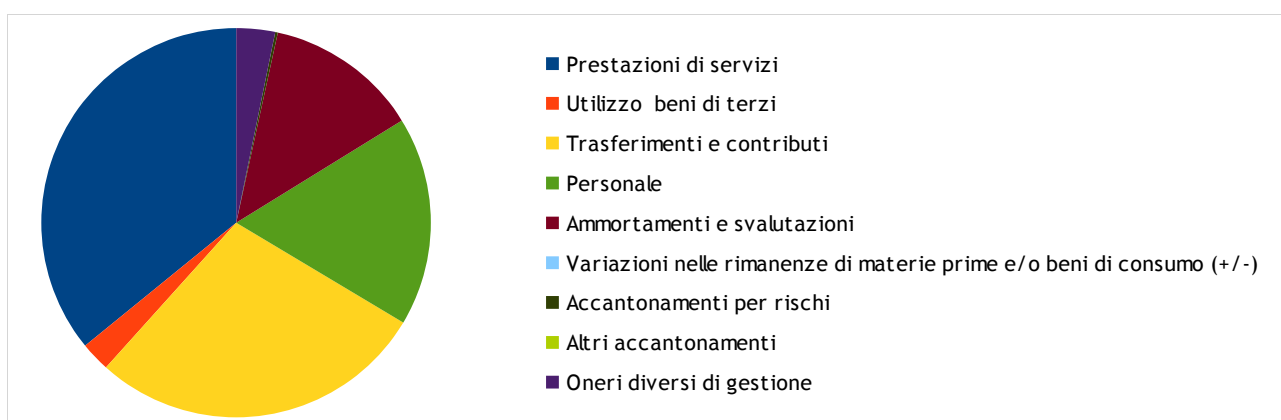 Prestazioni di servizi
Utilizzo beni di terzi
Trasferimenti e contributi
Personale
Ammortamenti e svalutazioni
Variazioni nelle rimanenze di materie prime e/o beni di consumo (+/-)
Accantonamenti per rischi
Altri accantonamenti
Oneri diversi di gestione